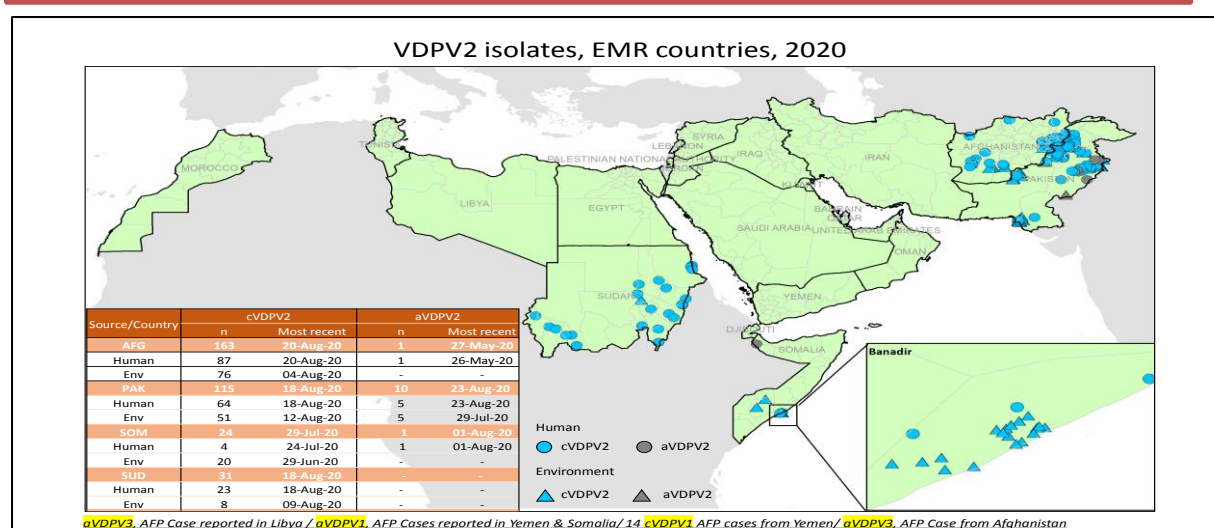 VDPV2 isolates, EMR countries, 2020
SYRIA
TUNISIA
LEBANON
AFGHANISTAN
MOROCCO
PALESTINIAN NATIONAL AUTHORITY
IRAQ
IRAN
JORDAN
PAKISTAN
KUWAIT
LIBYA
EGYPT
BAHRAIN
QATAR
SAUDI ARABIA
UNITED ARAB EMIRATES
OMAN
SUDAN
YEMEN
DJIBOUTI
SOMALIA
Source/Country cVDPV2 aVDPV2
n Most recent n Most recent
AFG 163 20-Aug-20 1 27-May-20
Human 87 20-Aug-20 1 26-May-20
Env 76 04-Aug-20 - -
PAK 115 18-Aug-20 10 23-Aug-20
Human 64 18-Aug-20 5 23-Aug-20
Env 51 12-Aug-20 5 29-Jul-20
SOM 24 29-Jul-20 1 01-Aug-20
Human 4 24-Jul-20 1 01-Aug-20
Env 20 29-Jun-20 - -
SUD 31 18-Aug-20 - -
Human 23 18-Aug-20 - -
Env 8 09-Aug-20 - -
Human
cVDPV2 aVDPV2
Environment
cVDPV2 aVDPV2
Banadir
aVDPV3, AFP Case reported in Libya / aVDPV1, AFP Cases reported in Yemen & Somalia/ 14 cVDPV1 AFP cases from Yemen/ aVDPV3, AFP Case from Afghanistan